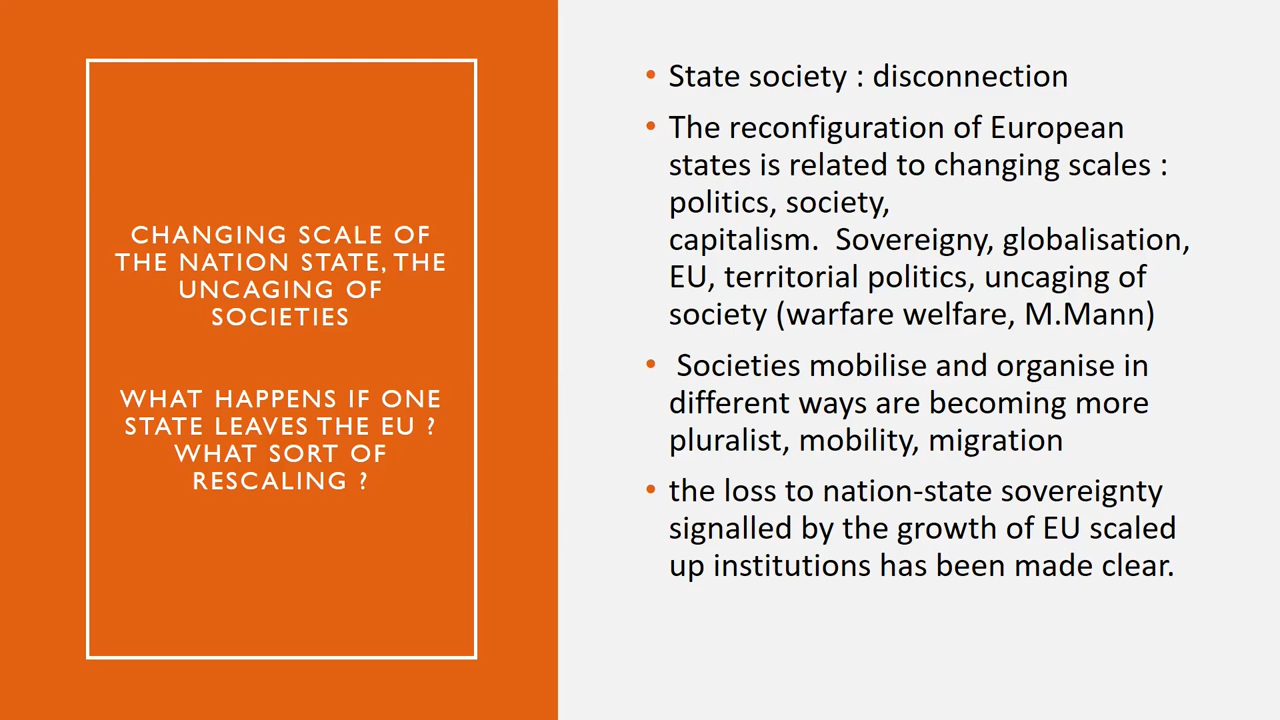 CHANGING SCALE OF
THE NATION STATE, THE
UNCAGING OF
SOCIETIES
WHAT HAPPENS IF ONE
STATE LEAVES THE EU ?
WHAT SORT OF
RESCALING ?
• State society : disconnection
• The reconfiguration of European
states is related to changing scales :
politics, society,
capitalism. Sovereigny, globalisation,
EU, territorial politics, uncaging of
society (warfare welfare, M.Mann)
• Societies mobilise and organise in
different ways are becoming more
pluralist, mobility, migration
• the loss to nation-state sovereignty
signalled by the growth of EU scaled
up institutions has been made clear.